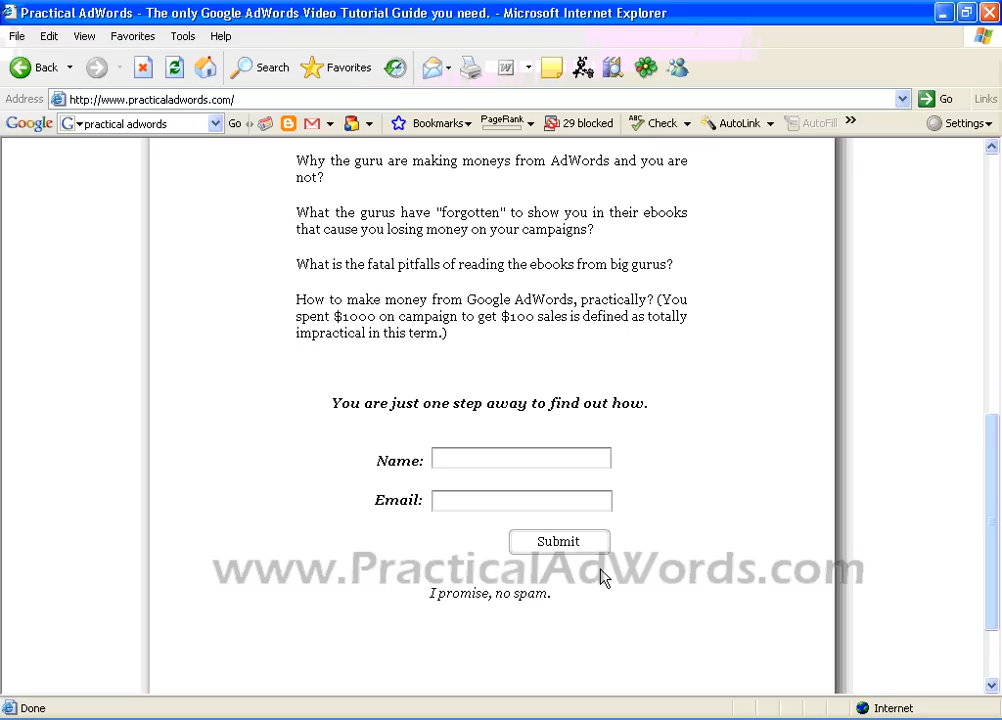 Practical AdWords - The only Google AdWords Video Tutorial Guide you need. - Microsoft Internet Explorer
File Edit View Favorites Tools Help
Back Search Favorites
Address http://www.practicaladwords.com/ Go Links
Google practical adwords Go Bookmarks PageRank 29 blocked Check AutoLink AutoFill Settings
Why the guru are making moneys from AdWords and you are
not?
What the gurus have "forgotten" to show you in their ebooks
that cause you losing money on your campaigns?
What is the fatal pitfalls of reading the ebooks from big gurus?
How to make money from Google AdWords, practically? (You
spent $1000 on campaign to get $100 sales is defined as totally
impractical in this term.)
You are just one step away to find out how.
Name:
Email:
Submit
www.PracticalAdWords.com
I promise, no spam.
Done Internet